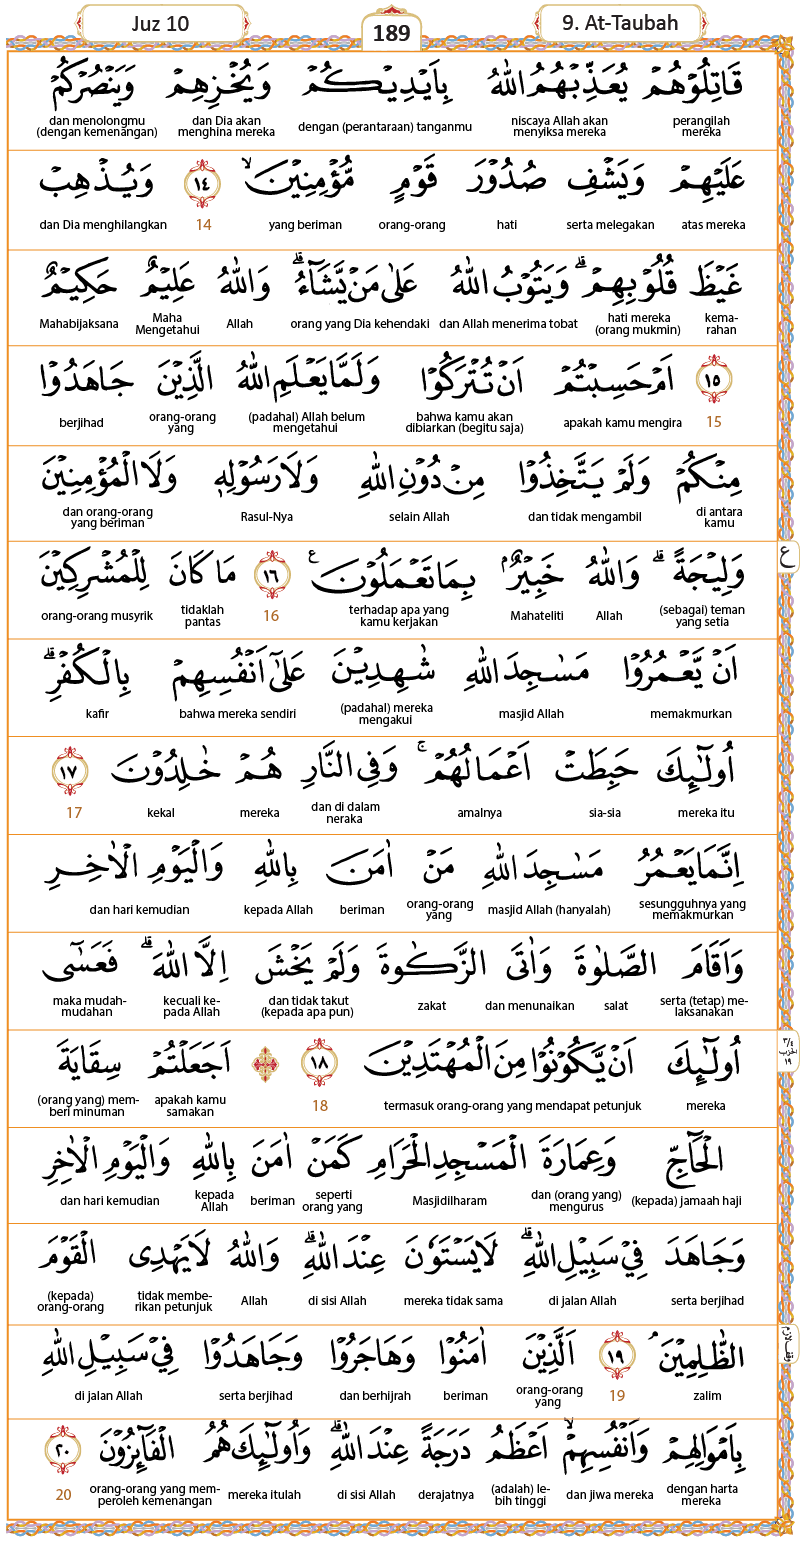 Juz 10
189
9. At-Taubah
قَاتِلُوْهُمْ يُعَذِّبْهُمُ اللّٰهُ بِاَيْدِيْكُمْ وَيُخْزِهِمْ وَيَنْصُرْكُمْ
perangilah mereka niscaya Allah akan menyiksa mereka dengan (perantaraan) tanganmu dan Dia akan menghina mereka dan menolongmu (dengan kemenangan)
عَلَيْهِمْ وَيَشْفِ صُدُوْرَ قَوْمٍ مُّؤْمِنِيْنَۙ ١٤ وَيُذْهِبْ
atas mereka serta melegakan hati orang-orang yang beriman 14 dan Dia menghilangkan
غَيْظَ قُلُوْبِهِمْۗ وَيَتُوْبُ اللّٰهُ عَلٰى مَنْ يَّشَاۤءُۗ وَاللّٰهُ عَلِيْمٌ حَكِيْمٌ
kema-rahan hati mereka (orang mukmin) dan Allah menerima tobat orang yang Dia kehendaki Allah Maha Mengetahui Mahabijaksana
١٥ اَمْ حَسِبْتُمْ اَنْ تُتْرَكُوْا وَلَمَّا يَعْلَمِ اللّٰهُ الَّذِيْنَ جَاهَدُوْا
15 apakah kamu mengira bahwa kamu akan dibiarkan (begitu saja) (padahal) Allah belum mengetahui orang-orang yang berjihad
مِنْكُمْ وَلَمْ يَتَّخِذُوْا مِنْ دُوْنِ اللّٰهِ وَلَا رَسُوْلِهٖ وَلَا الْمُؤْمِنِيْنَ
di antara kamu dan tidak mengambil selain Allah Rasul-Nya dan orang-orang yang beriman
وَلِيْجَةً ۗوَاللّٰهُ خَبِيْرٌۢ بِمَا تَعْمَلُوْنَࣖ ١٦ مَا كَانَ لِلْمُشْرِكِيْنَ
ع
(sebagai) teman yang setia Allah Mahateliti terhadap apa yang kamu kerjakan 16 tidaklah pantas orang-orang musyrik
اَنْ يَّعْمُرُوْا مَسٰجِدَ اللّٰهِ شٰهِدِيْنَ عَلٰٓى اَنْفُسِهِمْ بِالْكُفْرِۗ
memakmurkan masjid Allah (padahal) mereka mengakui bahwa mereka sendiri kafir
اُولٰۤىِٕكَ حَبِطَتْ اَعْمَالُهُمْۚ وَفِى النَّارِ هُمْ خٰلِدُوْنَ ١٧
mereka itu sia-sia amalnya dan di dalam neraka mereka kekal 17
اِنَّمَا يَعْمُرُ مَسٰجِدَ اللّٰهِ مَنْ اٰمَنَ بِاللّٰهِ وَالْيَوْمِ الْاٰخِرِ
sesungguhnya yang memakmurkan masjid Allah (hanyalah) orang-orang yang beriman kepada Allah dan hari kemudian
وَاَقَامَ الصَّلٰوةَ وَاٰتَى الزَّكٰوةَ وَلَمْ يَخْشَ اِلَّا اللّٰهَ ۗفَعَسٰٓى
serta (tetap) me-laksanakan salat dan menunaikan zakat dan tidak takut (kepada apa pun) kecuali ke-pada Allah maka mudah-mudahan
اُولٰۤىِٕكَ اَنْ يَّكُوْنُوْا مِنَ الْمُهْتَدِيْنَ ١٨ اَجَعَلْتُمْ سِقَايَةَ
٣/٤ الحزب ١٩
mereka termasuk orang-orang yang mendapat petunjuk 18 apakah kamu samakan (orang yang) mem-beri minuman
الْحَاۤجِّ وَعِمَارَةَ الْمَسْجِدِ الْحَرَامِ كَمَنْ اٰمَنَ بِاللّٰهِ وَالْيَوْمِ الْاٰخِرِ
(kepada) jamaah haji dan (orang yang) mengurus Masjidilharam seperti orang yang beriman kepada Allah dan hari kemudian
وَجَاهَدَ فِيْ سَبِيْلِ اللّٰهِۗ لَا يَسْتَوٗنَ عِنْدَ اللّٰهِۗ وَاللّٰهُ لَا يَهْدِى الْقَوْمَ
serta berjihad di jalan Allah mereka tidak sama di sisi Allah Allah tidak membe-rikan petunjuk (kepada) orang-orang
الظّٰلِمِيْنَۘ ١٩ اَلَّذِيْنَ اٰمَنُوْا وَهَاجَرُوْا وَجَاهَدُوْا فِيْ سَبِيْلِ اللّٰهِ
وقف لازم
zalim 19 orang-orang yang beriman dan berhijrah serta berjihad di jalan Allah
بِاَمْوَالِهِمْ وَاَنْفُسِهِمْۙ اَعْظَمُ دَرَجَةً عِنْدَ اللّٰهِۗ وَاُولٰۤىِٕكَ هُمُ الْفَاۤىِٕزُوْنَ ٢٠
dengan harta mereka dan jiwa mereka (adalah) le-bih tinggi derajatnya di sisi Allah mereka itulah orang-orang yang mem-peroleh kemenangan 20